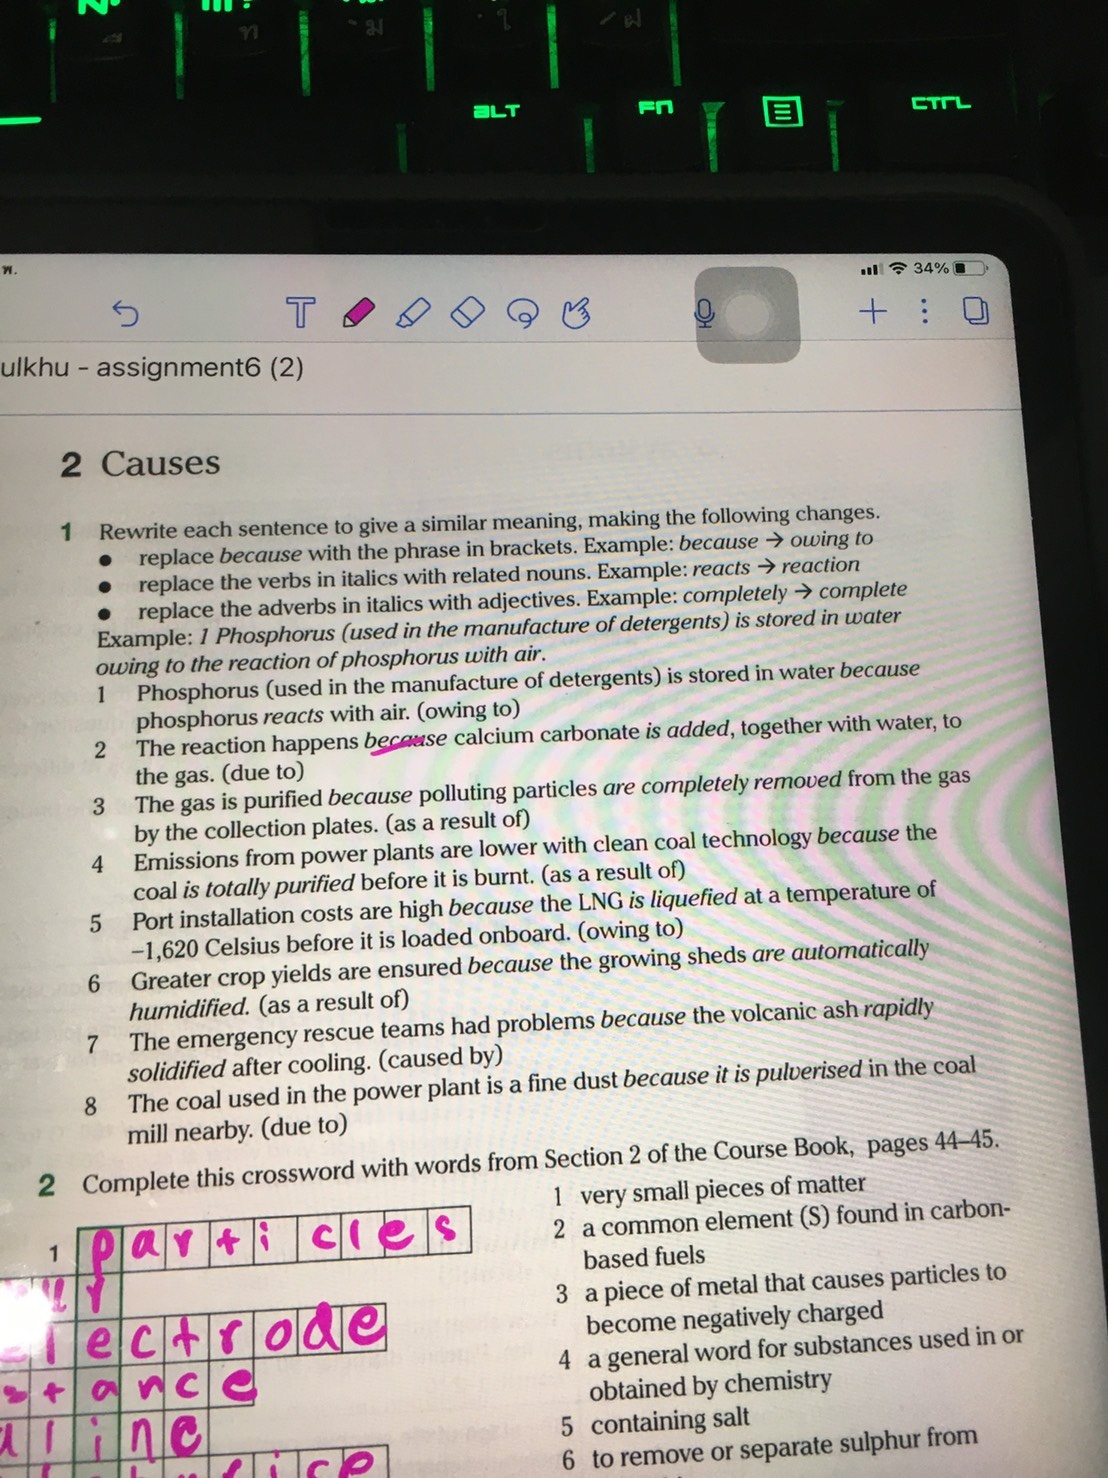 ALT FN CTRL
34%
T
ulkhu - assignment6 (2)
2 Causes
1 Rewrite each sentence to give a similar meaning, making the following changes.
● replace because with the phrase in brackets. Example: because → owing to
● replace the verbs in italics with related nouns. Example: reacts → reaction
● replace the adverbs in italics with adjectives. Example: completely → complete
Example: 1 Phosphorus (used in the manufacture of detergents) is stored in water
owing to the reaction of phosphorus with air.
1 Phosphorus (used in the manufacture of detergents) is stored in water because
phosphorus reacts with air. (owing to)
2 The reaction happens because calcium carbonate is added, together with water, to
the gas. (due to)
3 The gas is purified because polluting particles are completely removed from the gas
by the collection plates. (as a result of)
4 Emissions from power plants are lower with clean coal technology because the
coal is totally purified before it is burnt. (as a result of)
5 Port installation costs are high because the LNG is liquefied at a temperature of
–1,620 Celsius before it is loaded onboard. (owing to)
6 Greater crop yields are ensured because the growing sheds are automatically
humidified. (as a result of)
7 The emergency rescue teams had problems because the volcanic ash rapidly
solidified after cooling. (caused by)
8 The coal used in the power plant is a fine dust because it is pulverised in the coal
mill nearby. (due to)
2 Complete this crossword with words from Section 2 of the Course Book, pages 44–45.
1 very small pieces of matter
2 a common element (S) found in carbon-
based fuels
3 a piece of metal that causes particles to
become negatively charged
4 a general word for substances used in or
obtained by chemistry
5 containing salt
6 to remove or separate sulphur from
1 particles
ur
electrode
stance
aline